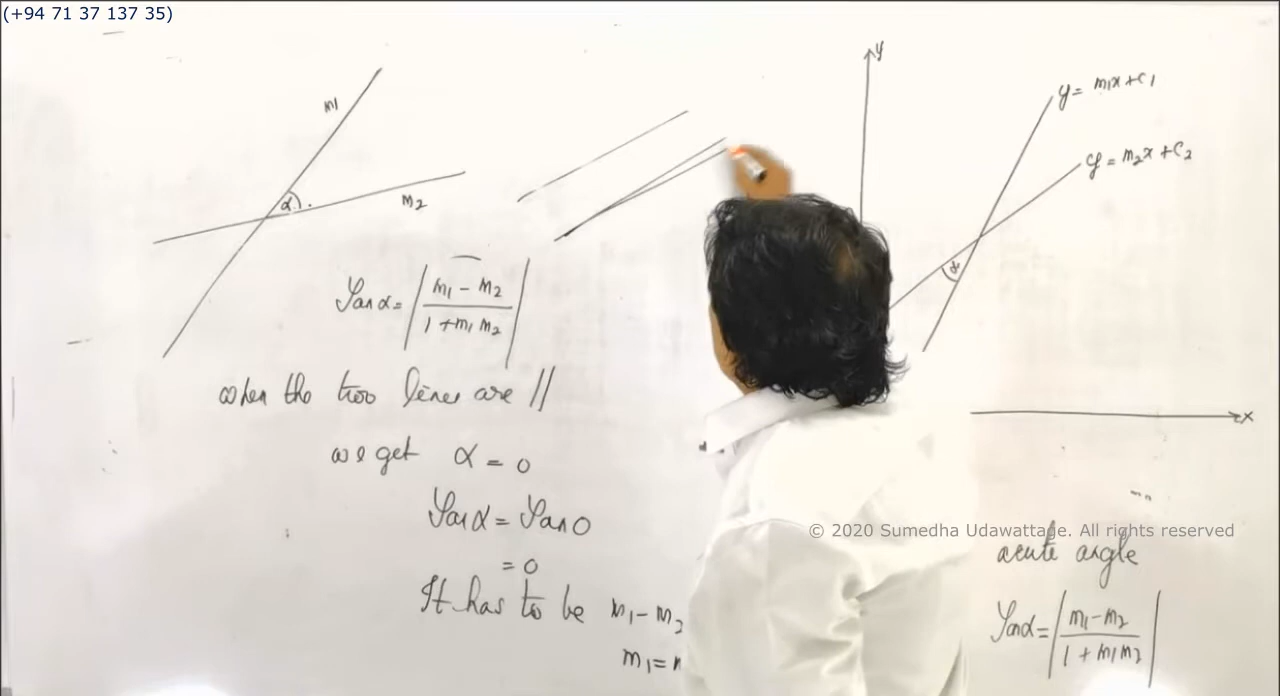 (+94 71 37 137 35)
m1
α
m2
tan α = | m1 - m2 / 1 + m1 m2 |
when the two lines are //
we get α = 0
tan α = tan 0
= 0
It has to be m1 - m2
m1 =
y
y = m1x + c1
y = m2x + c2
α
x
© 2020 Sumedha Udawattage. All rights reserved
acute angle
tan α = | m1 - m2 / 1 + m1 m2 |